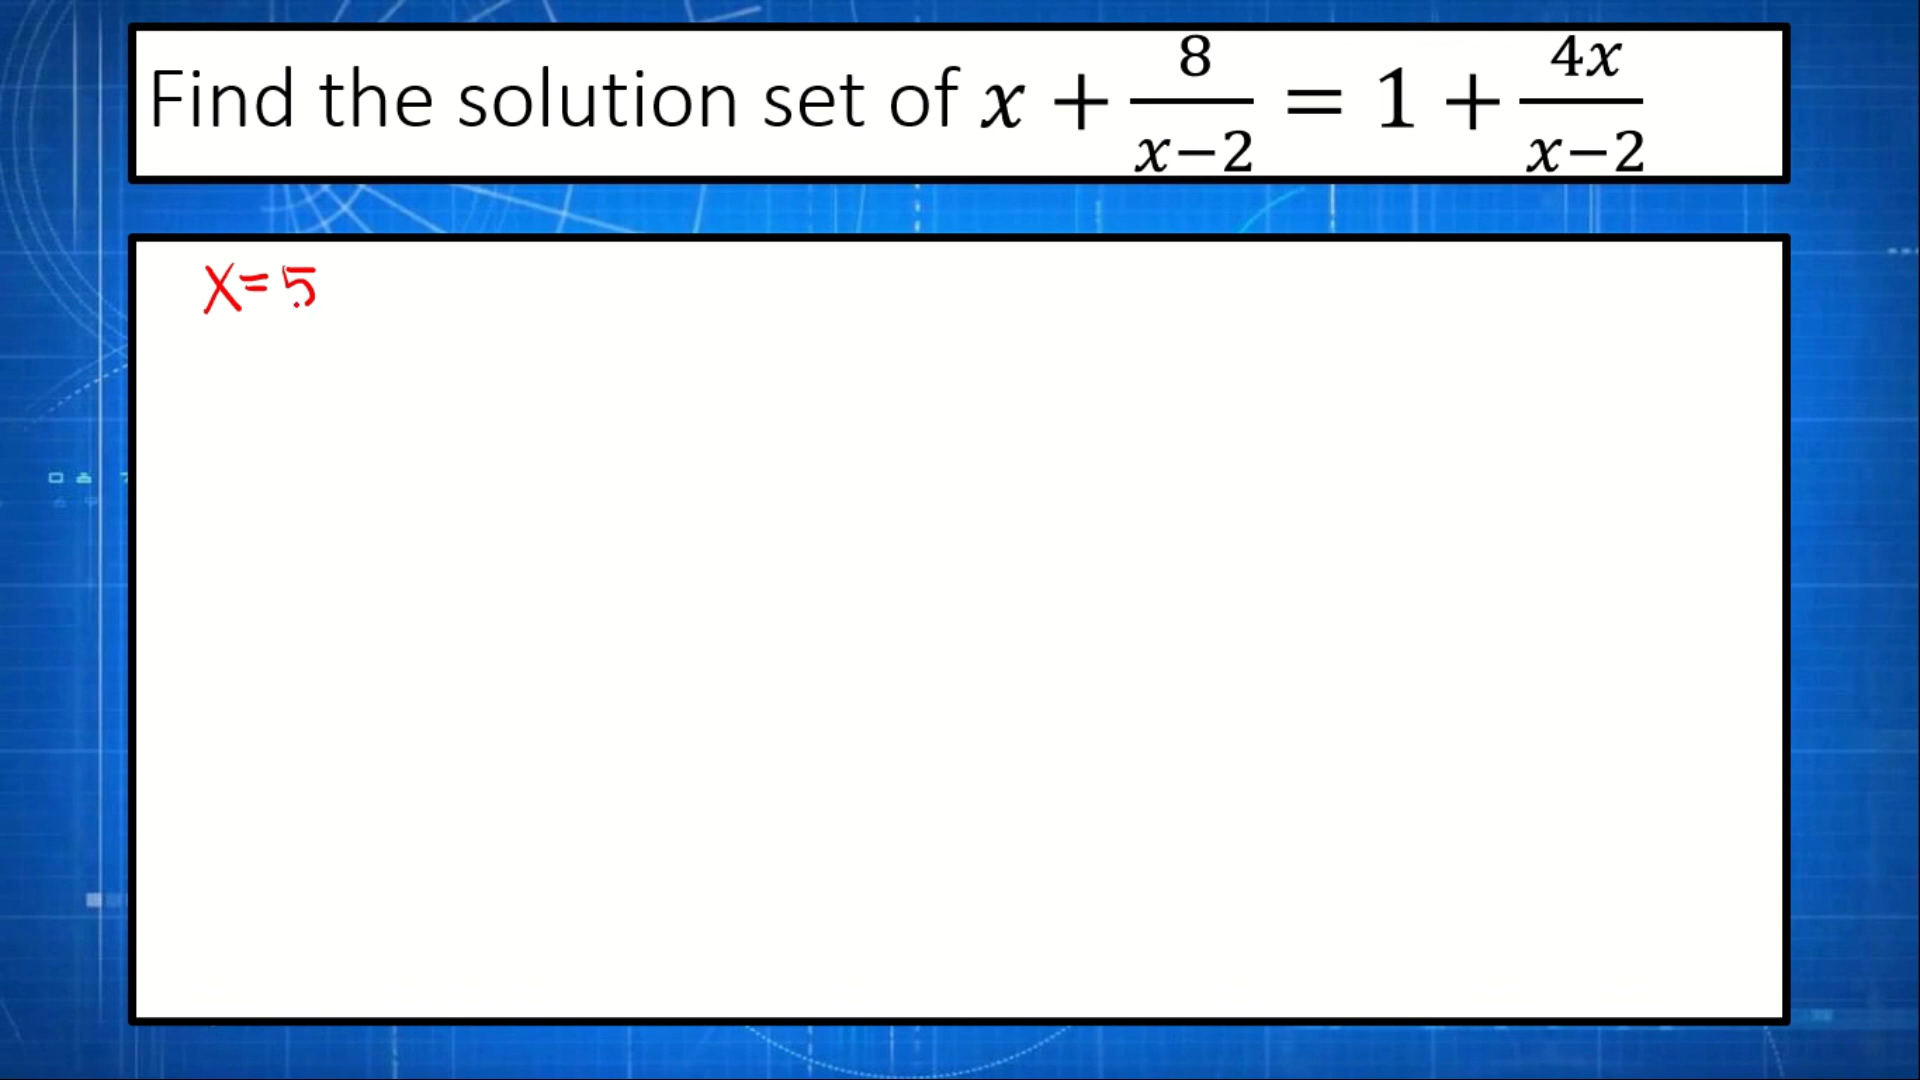 Find the solution set of x + 8/(x−2) = 1 + 4x/(x−2)
X=5